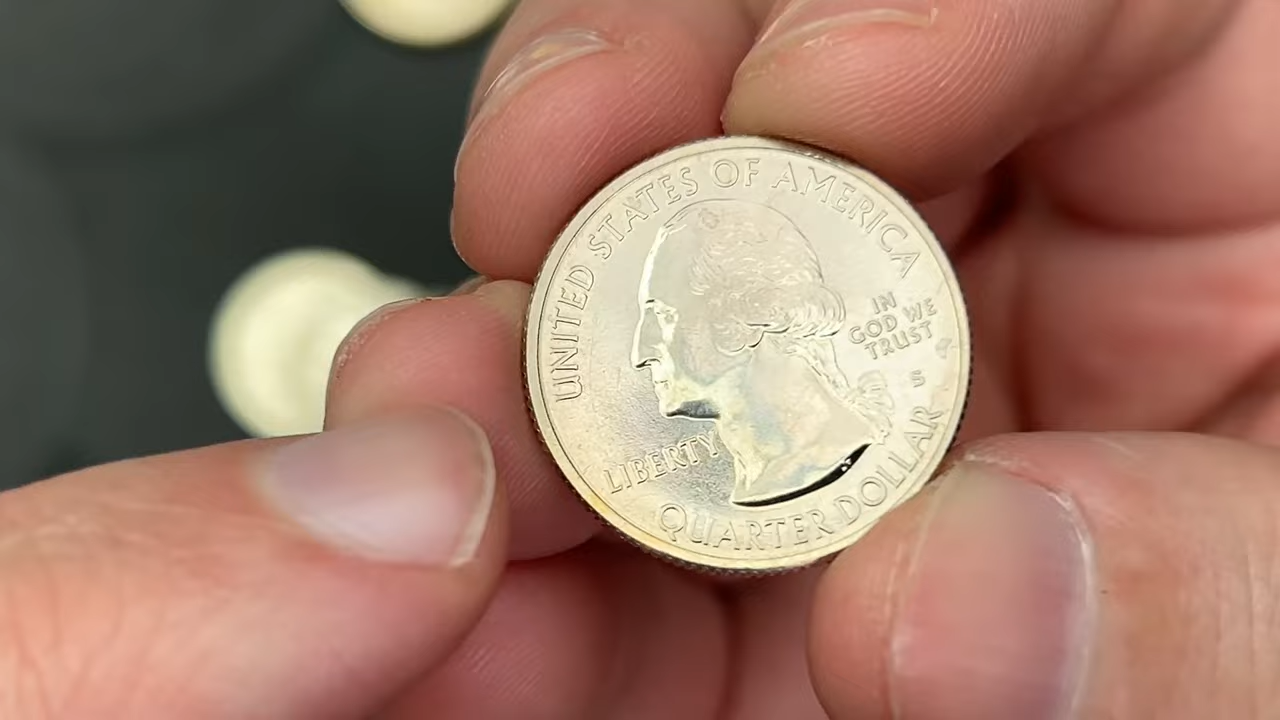 UNITED STATES OF AMERICA
LIBERTY
IN
GOD WE
TRUST
S
QUARTER DOLLAR